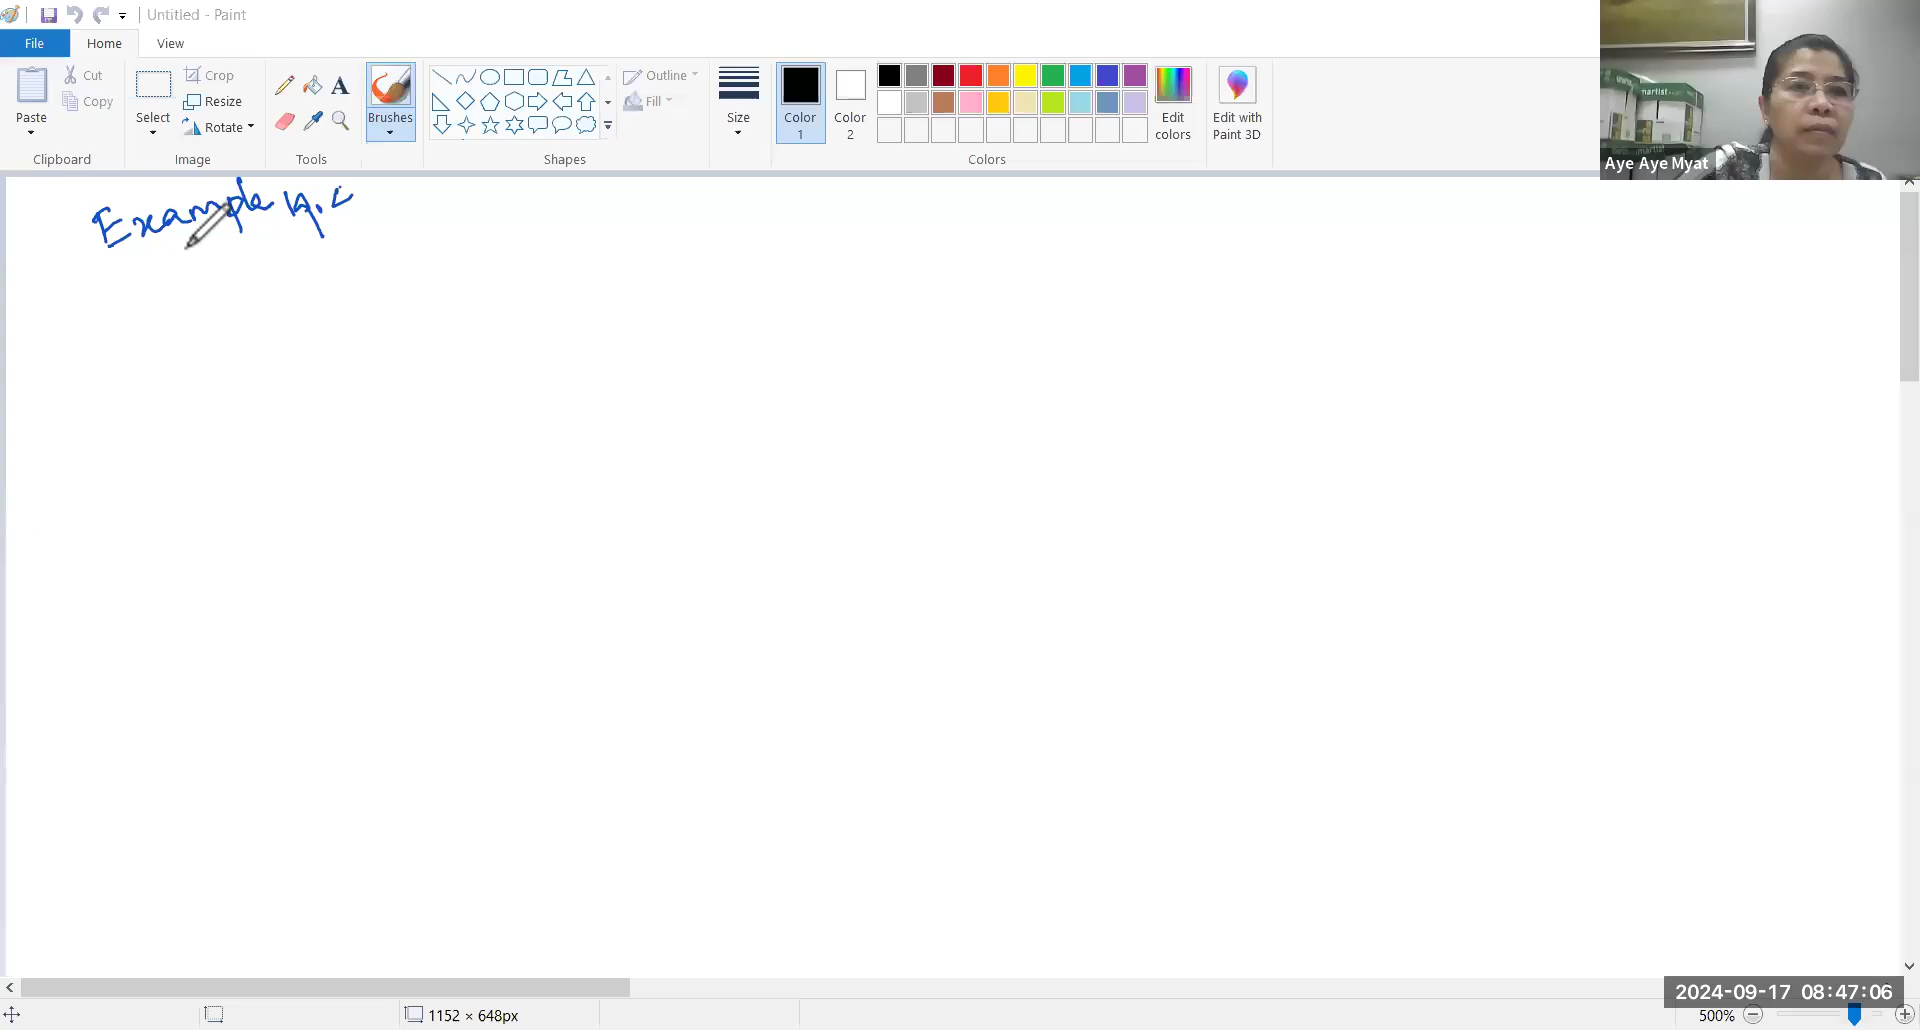 Untitled - Paint
File Home View
Paste
Cut
Copy
Clipboard
Select
Crop
Resize
Rotate
Image
Tools
Brushes
Shapes
Outline
Fill
Size
Color 1
Color 2
Colors
Edit colors
Edit with Paint 3D
Aye Aye Myat
Example
1152 × 648px
2024-09-17 08:47:06
500%